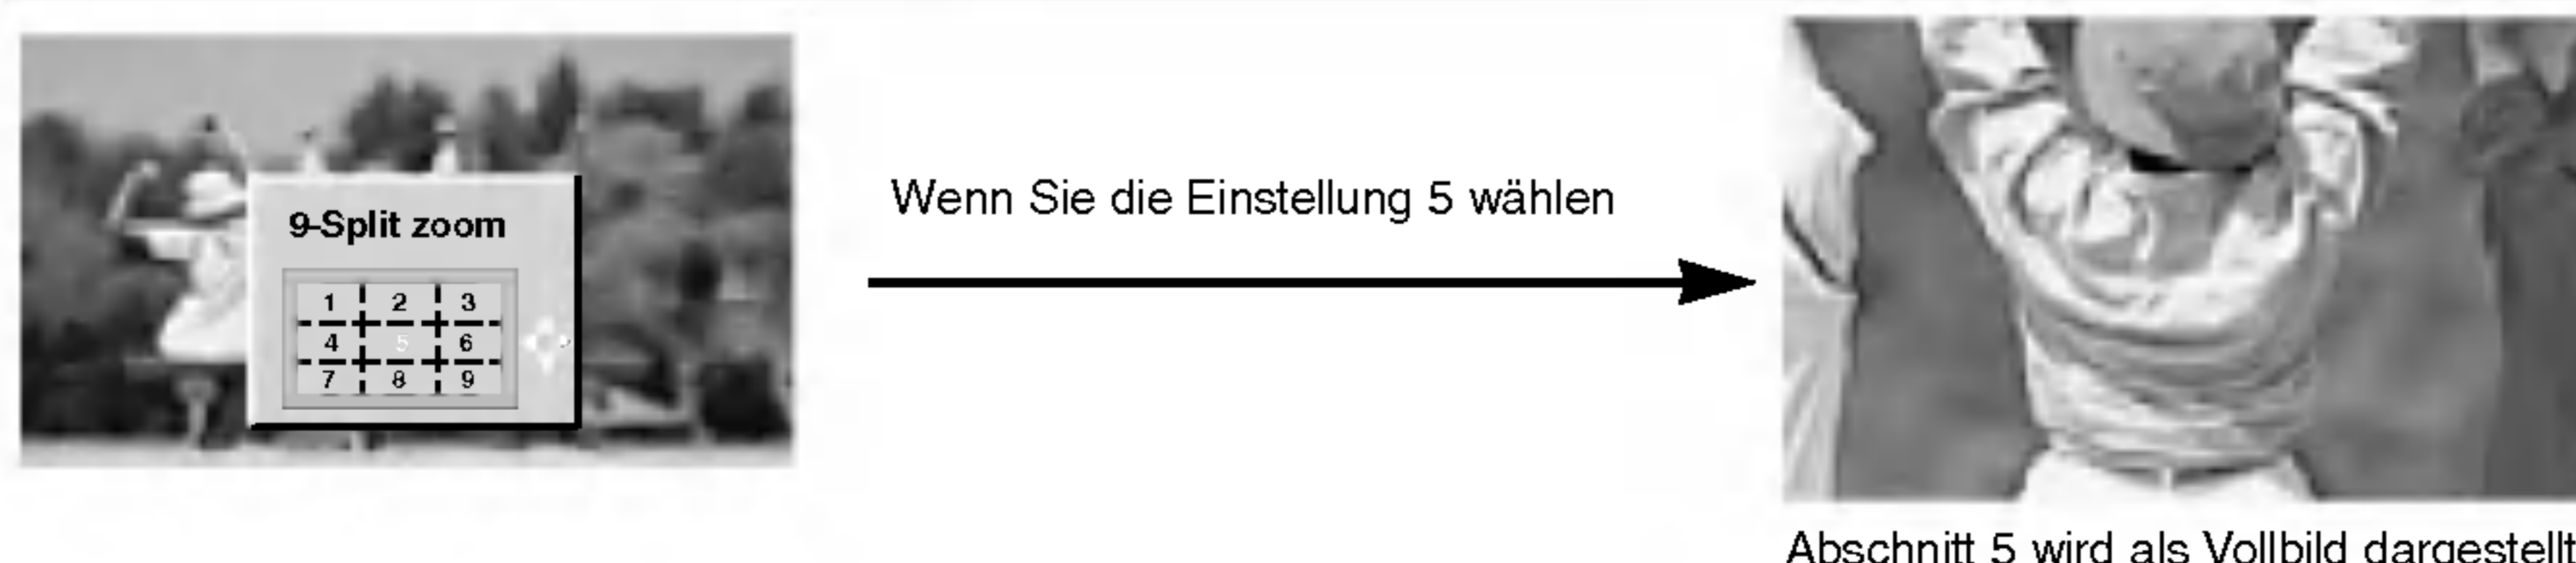 9-Split zoom
1 2 3
4 5 6
7 8 9
Wenn Sie die Einstellung 5 wählen
Abschnitt 5 wird als Vollbild dargestellt